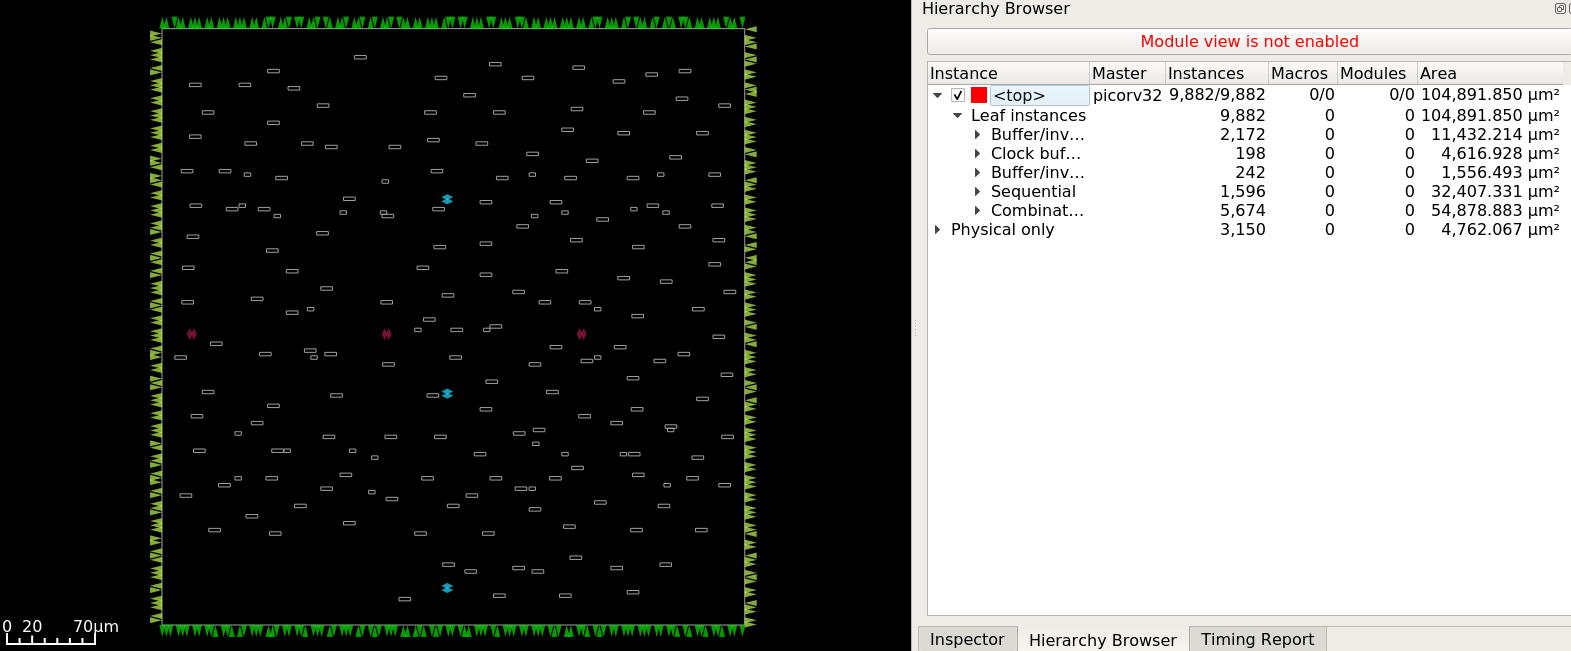 Hierarchy Browser
Module view is not enabled
Instance Master Instances Macros Modules Area
<top> picorv32 9,882/9,882 0/0 0/0 104,891.850 µm²
Leaf instances 9,882 0 0 104,891.850 µm²
Buffer/inv... 2,172 0 0 11,432.214 µm²
Clock buf... 198 0 0 4,616.928 µm²
Buffer/inv... 242 0 0 1,556.493 µm²
Sequential 1,596 0 0 32,407.331 µm²
Combinat... 5,674 0 0 54,878.883 µm²
Physical only 3,150 0 0 4,762.067 µm²
0 20 70µm
Inspector Hierarchy Browser Timing Report